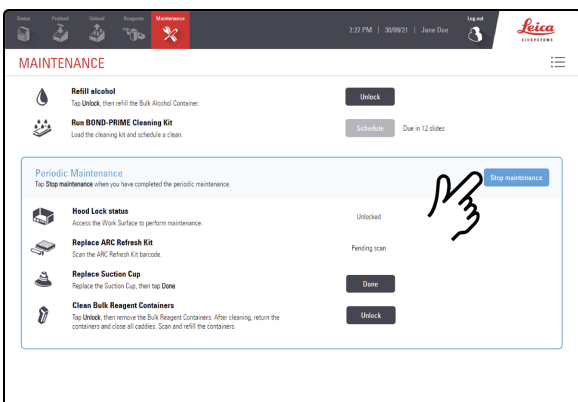 Status Preload Unload Reagents Maintenance
2:27 PM | 30/09/21 | Jane Doe
Log out
Leica
BIOSYSTEMS
MAINTENANCE
Refill alcohol
Tap Unlock, then refill the Bulk Alcohol Container.
Unlock
Run BOND-PRIME Cleaning Kit
Load the cleaning kit and schedule a clean.
Schedule
Due in 12 slides
Periodic Maintenance
Tap Stop maintenance when you have completed the periodic maintenance.
Stop maintenance
Hood Lock status
Access the Work Surface to perform maintenance.
Unlocked
Replace ARC Refresh Kit
Scan the ARC Refresh Kit barcode.
Pending scan
Replace Suction Cup
Replace the Suction Cup, then tap Done
Done
Clean Bulk Reagent Containers
Tap Unlock, then remove the Bulk Reagent Containers. After cleaning, return the
containers and close all caddies. Scan and refill the containers.
Unlock